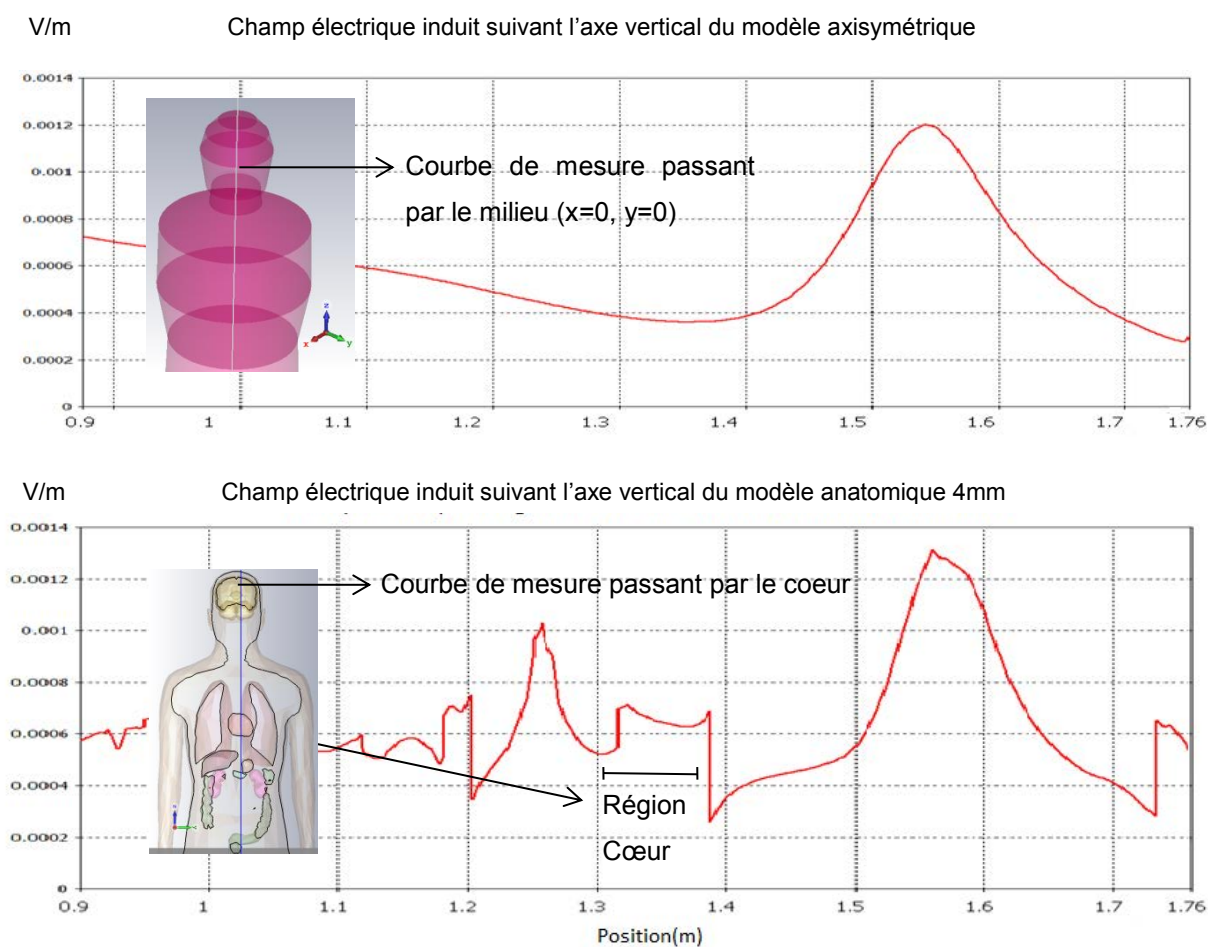 V/m
Champ électrique induit suivant l'axe vertical du modèle axisymétrique
0.0014
0.0012
0.001
0.0008
0.0006
0.0004
0.0002
0
Courbe de mesure passant
par le milieu (x=0, y=0)
z
x
y
0.9 1 1.1 1.2 1.3 1.4 1.5 1.6 1.7 1.76
V/m
Champ électrique induit suivant l'axe vertical du modèle anatomique 4mm
0.0014
0.0012
0.001
0.0008
0.0006
0.0004
0.0002
0
Courbe de mesure passant par le coeur
Région
Cœur
0.9 1 1.1 1.2 1.3 1.4 1.5 1.6 1.7 1.76
Position(m)